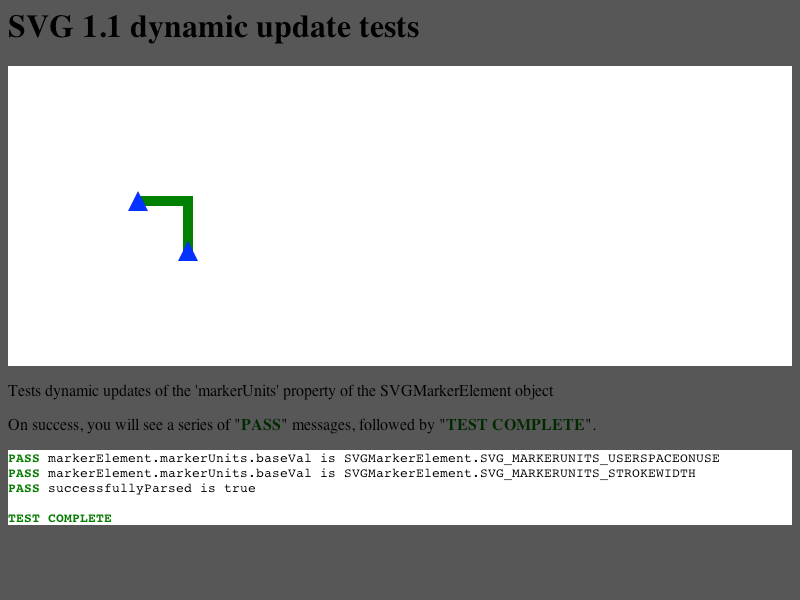 SVG 1.1 dynamic update tests
Tests dynamic updates of the 'markerUnits' property of the SVGMarkerElement object
On success, you will see a series of "PASS" messages, followed by "TEST COMPLETE".
PASS markerElement.markerUnits.baseVal is SVGMarkerElement.SVG_MARKERUNITS_USERSPACEONUSE
PASS markerElement.markerUnits.baseVal is SVGMarkerElement.SVG_MARKERUNITS_STROKEWIDTH
PASS successfullyParsed is true
TEST COMPLETE